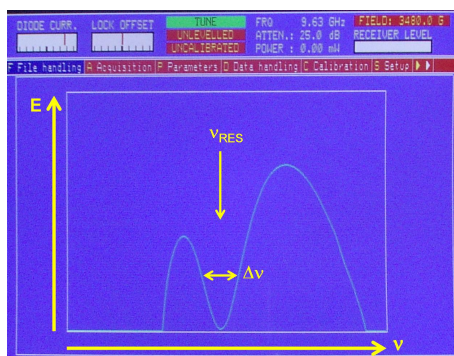 DIODE CURR. LOCK OFFSET TUNE FRQ 9.63 GHz FIELD: 3480.0 G
UNLEVELLED ATTEN.: 25.0 dB RECEIVER LEVEL
UNCALIBRATED POWER : 0.00 mW
F File handling A Acquisition P Parameters D Data handling C Calibration S Setup
E
νRES
Δν
ν